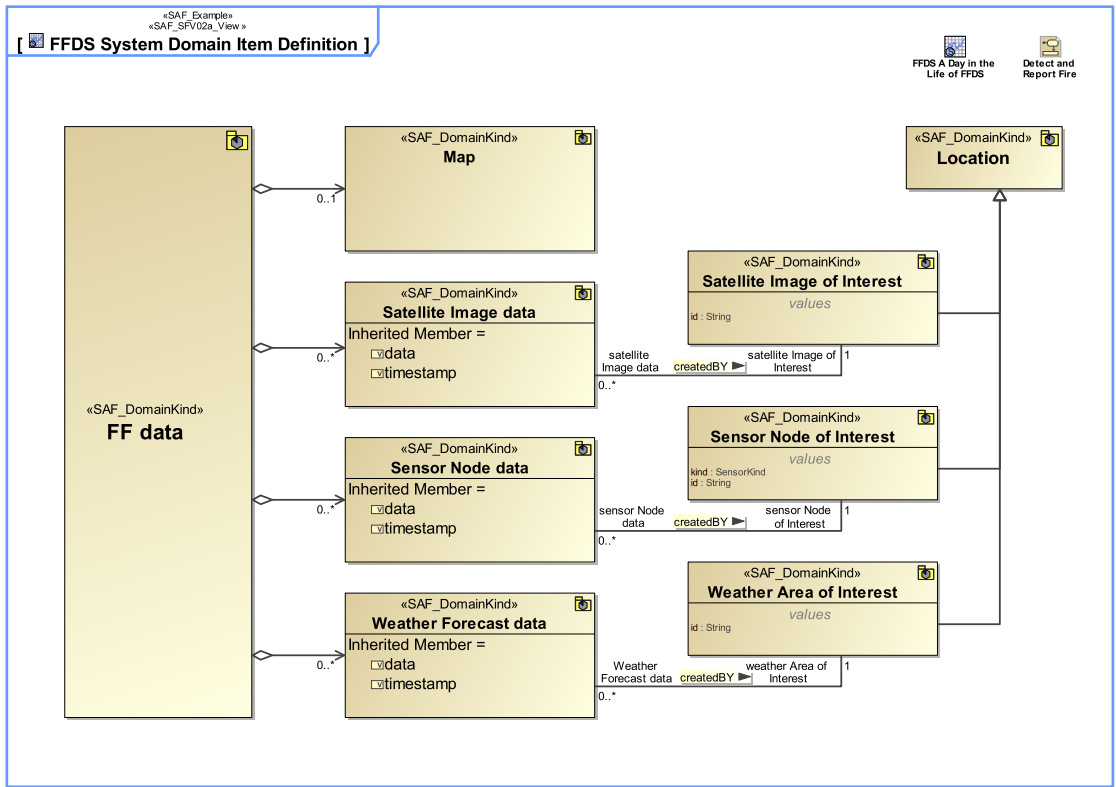 «SAF_Example»
«SAF_SFV02a_View »
[ FFDS System Domain Item Definition ]
FFDS A Day in the
Life of FFDS
Detect and
Report Fire
«SAF_DomainKind»
FF data
«SAF_DomainKind»
Map
0..1
«SAF_DomainKind»
Location
«SAF_DomainKind»
Satellite Image data
Inherited Member =
data
timestamp
0..*
«SAF_DomainKind»
Satellite Image of Interest
values
id : String
satellite
Image data
0..*
createdBY
satellite Image of
Interest
1
«SAF_DomainKind»
Sensor Node data
Inherited Member =
data
timestamp
0..*
«SAF_DomainKind»
Sensor Node of Interest
values
kind : SensorKind
id : String
sensor Node
data
0..*
createdBY
sensor Node
of Interest
1
«SAF_DomainKind»
Weather Forecast data
Inherited Member =
data
timestamp
0..*
«SAF_DomainKind»
Weather Area of Interest
values
id : String
Weather
Forecast data
0..*
createdBY
weather Area of
Interest
1